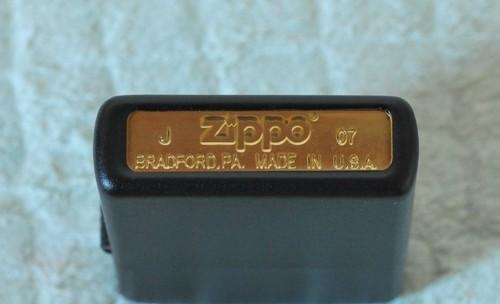 J Zippo® 07
BRADFORD, PA. MADE IN U.S.A.